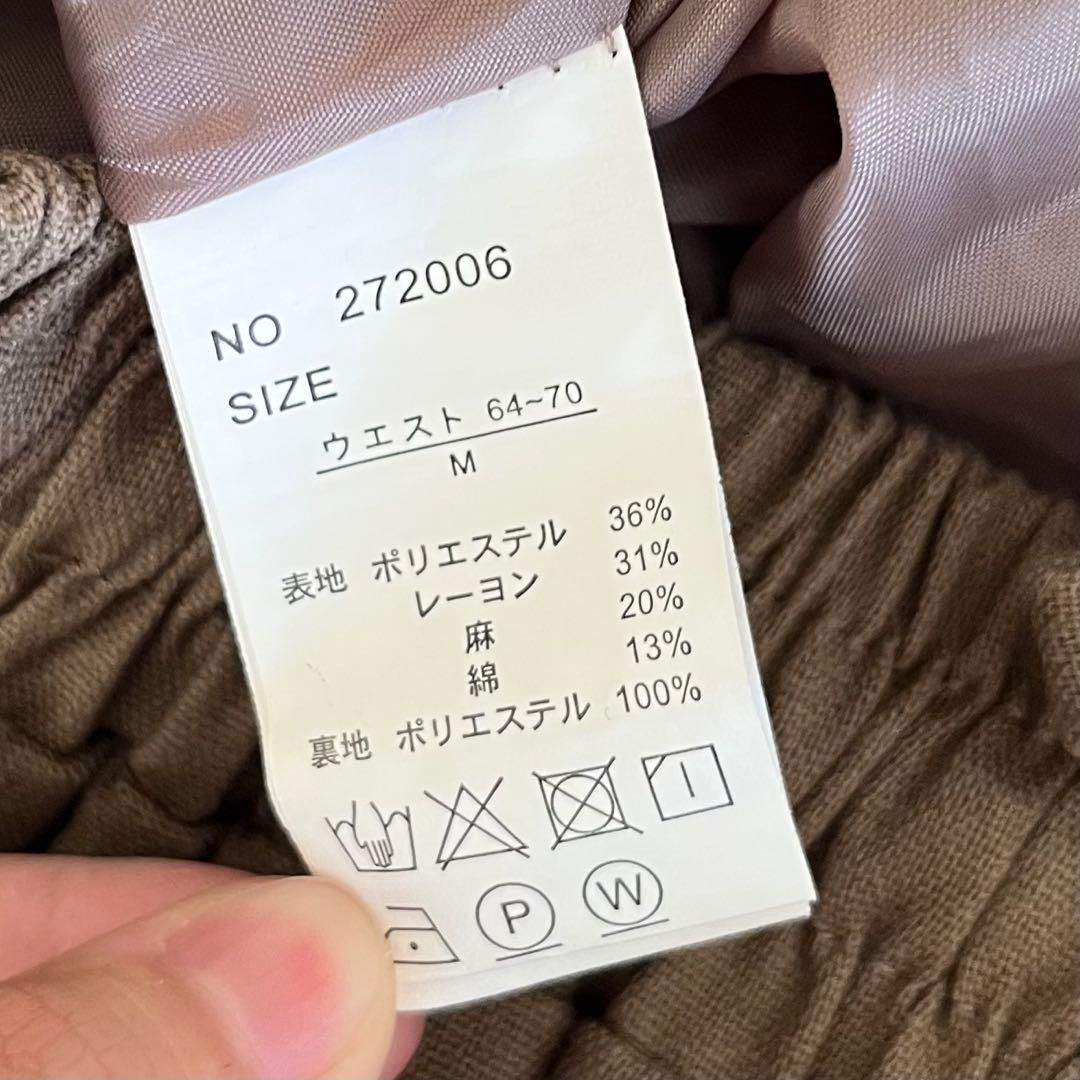 NO 272006
SIZE
ウエスト 64~70
M
表地 ポリエステル 36%
レーヨン 31%
麻 20%
綿 13%
裏地 ポリエステル 100%
P W